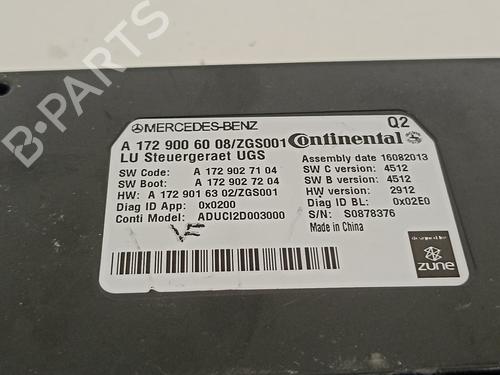 MERCEDES-BENZ Q2
A 172 900 60 08/ZGS001 Continental
LU Steuergeraet UGS Assembly date 16082013
SW Code: A 172 902 71 04 SW C version: 4512
SW Boot: A 172 902 72 04 SW B version: 4512
HW: A 172 901 63 02/ZGS001 HW version: 2912
Diag ID App: 0x0200 Diag ID BL: 0x02E0
Conti Model: ADUCI2D003000 S/N: S0878376
Made in China
VF
designed by
zune
B-PARTS